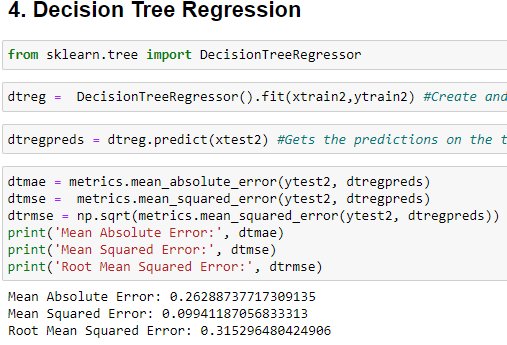 4. Decision Tree Regression
from sklearn.tree import DecisionTreeRegressor
dtreg =  DecisionTreeRegressor().fit(xtrain2,ytrain2) #Create and
dtregpreds = dtreg.predict(xtest2) #Gets the predictions on the t
dtmae = metrics.mean_absolute_error(ytest2, dtregpreds)
dtmse =  metrics.mean_squared_error(ytest2, dtregpreds)
dtrmse = np.sqrt(metrics.mean_squared_error(ytest2, dtregpreds))
print('Mean Absolute Error:', dtmae)
print('Mean Squared Error:', dtmse)
print('Root Mean Squared Error:', dtrmse)
Mean Absolute Error: 0.26288737717309135
Mean Squared Error: 0.09941187056833313
Root Mean Squared Error: 0.315296480424906